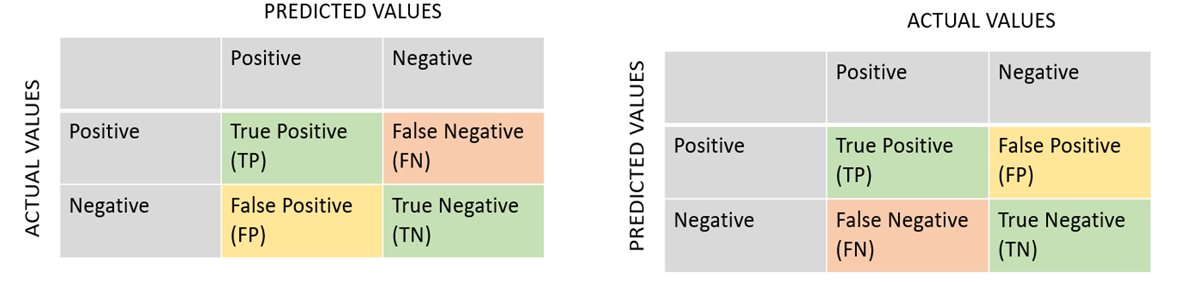 PREDICTED VALUES
ACTUAL VALUES
Positive
Negative
Positive
True Positive
(TP)
False Negative
(FN)
Negative
False Positive
(FP)
True Negative
(TN)
ACTUAL VALUES
PREDICTED VALUES
Positive
Negative
Positive
True Positive
(TP)
False Positive
(FP)
Negative
False Negative
(FN)
True Negative
(TN)